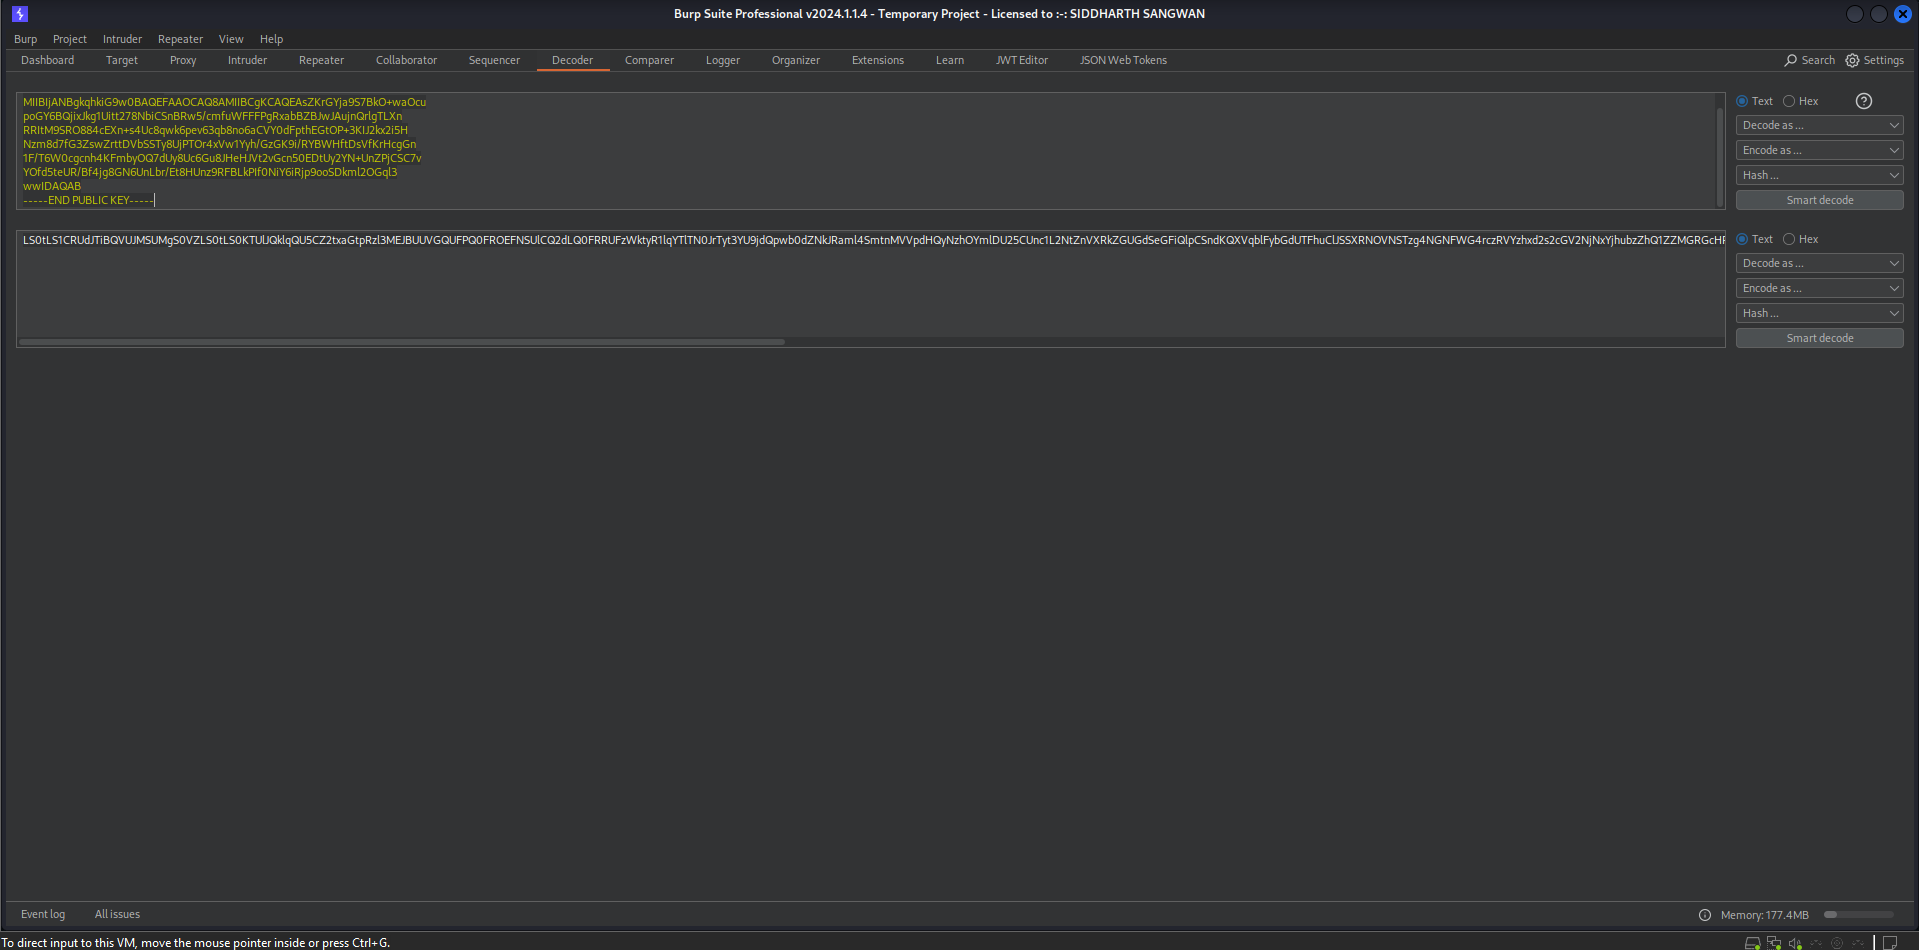 Burp Suite Professional v2024.1.1.4 - Temporary Project - Licensed to :-: SIDDHARTH SANGWAN
Burp Project Intruder Repeater View Help
Dashboard Target Proxy Intruder Repeater Collaborator Sequencer Decoder Comparer Logger Organizer Extensions Learn JWT Editor JSON Web Tokens Search Settings
MIIBIjANBgkqhkiG9w0BAQEFAAOCAQ8AMIIBCgKCAQEAsZKrGYja9S7BkO+waOcu
poGY6BQjixJkg1Uitt278NbiCSnBRw5/cmfuWFFFPgRxabBZBJwJAujnQrlgTLXn
RRItM9SRO884cEXn+s4Uc8qwk6pev63qb8no6aCVY0dFpthEGtOP+3KIJ2kx2i5H
Nzm8d7fG3ZswZrttDVbSSTy8UjPTOr4xVw1Yyh/GzGK9i/RYBWHftDsVfKrHcgGn
1F/T6W0cgcnh4KFmbyOQ7dUy8Uc6Gu8JHeHJVt2vGcn50EDtUy2YN+UnZPjCSC7v
YOfd5teUR/Bf4jg8GN6UnLbr/Et8HUnz9RFBLkPIf0NiY6iRjp9ooSDkml2OGql3
wwIDAQAB
-----END PUBLIC KEY-----
Text Hex
Decode as ...
Encode as ...
Hash ...
Smart decode
LS0tLS1CRUdJTiBQVUJMSUMgS0VZLS0tLS0KTUlJQklqQU5CZ2txaGtpRzl3MEJBUUVGQUFPQ0FROEFNSUlCQ2dLQ0FRRUFzWktyR1lqYTlTN0JrTyt3YU9jdQpwb0dZNkJRaml4SmtnMVVpdHQyNzhOYmlDU25CUnc1L2NtZnVXRkZGUGdSeGFiQlpCSndKQXVqblFybGdUTFhuClJSSXRNOVNSTzg4NGNFWG4rczRVYzhxd2s2cGV2NjNxYjhubzZhQ1ZZMGRGcHR
Text Hex
Decode as ...
Encode as ...
Hash ...
Smart decode
Event log All issues Memory: 177.4MB
To direct input to this VM, move the mouse pointer inside or press Ctrl+G.